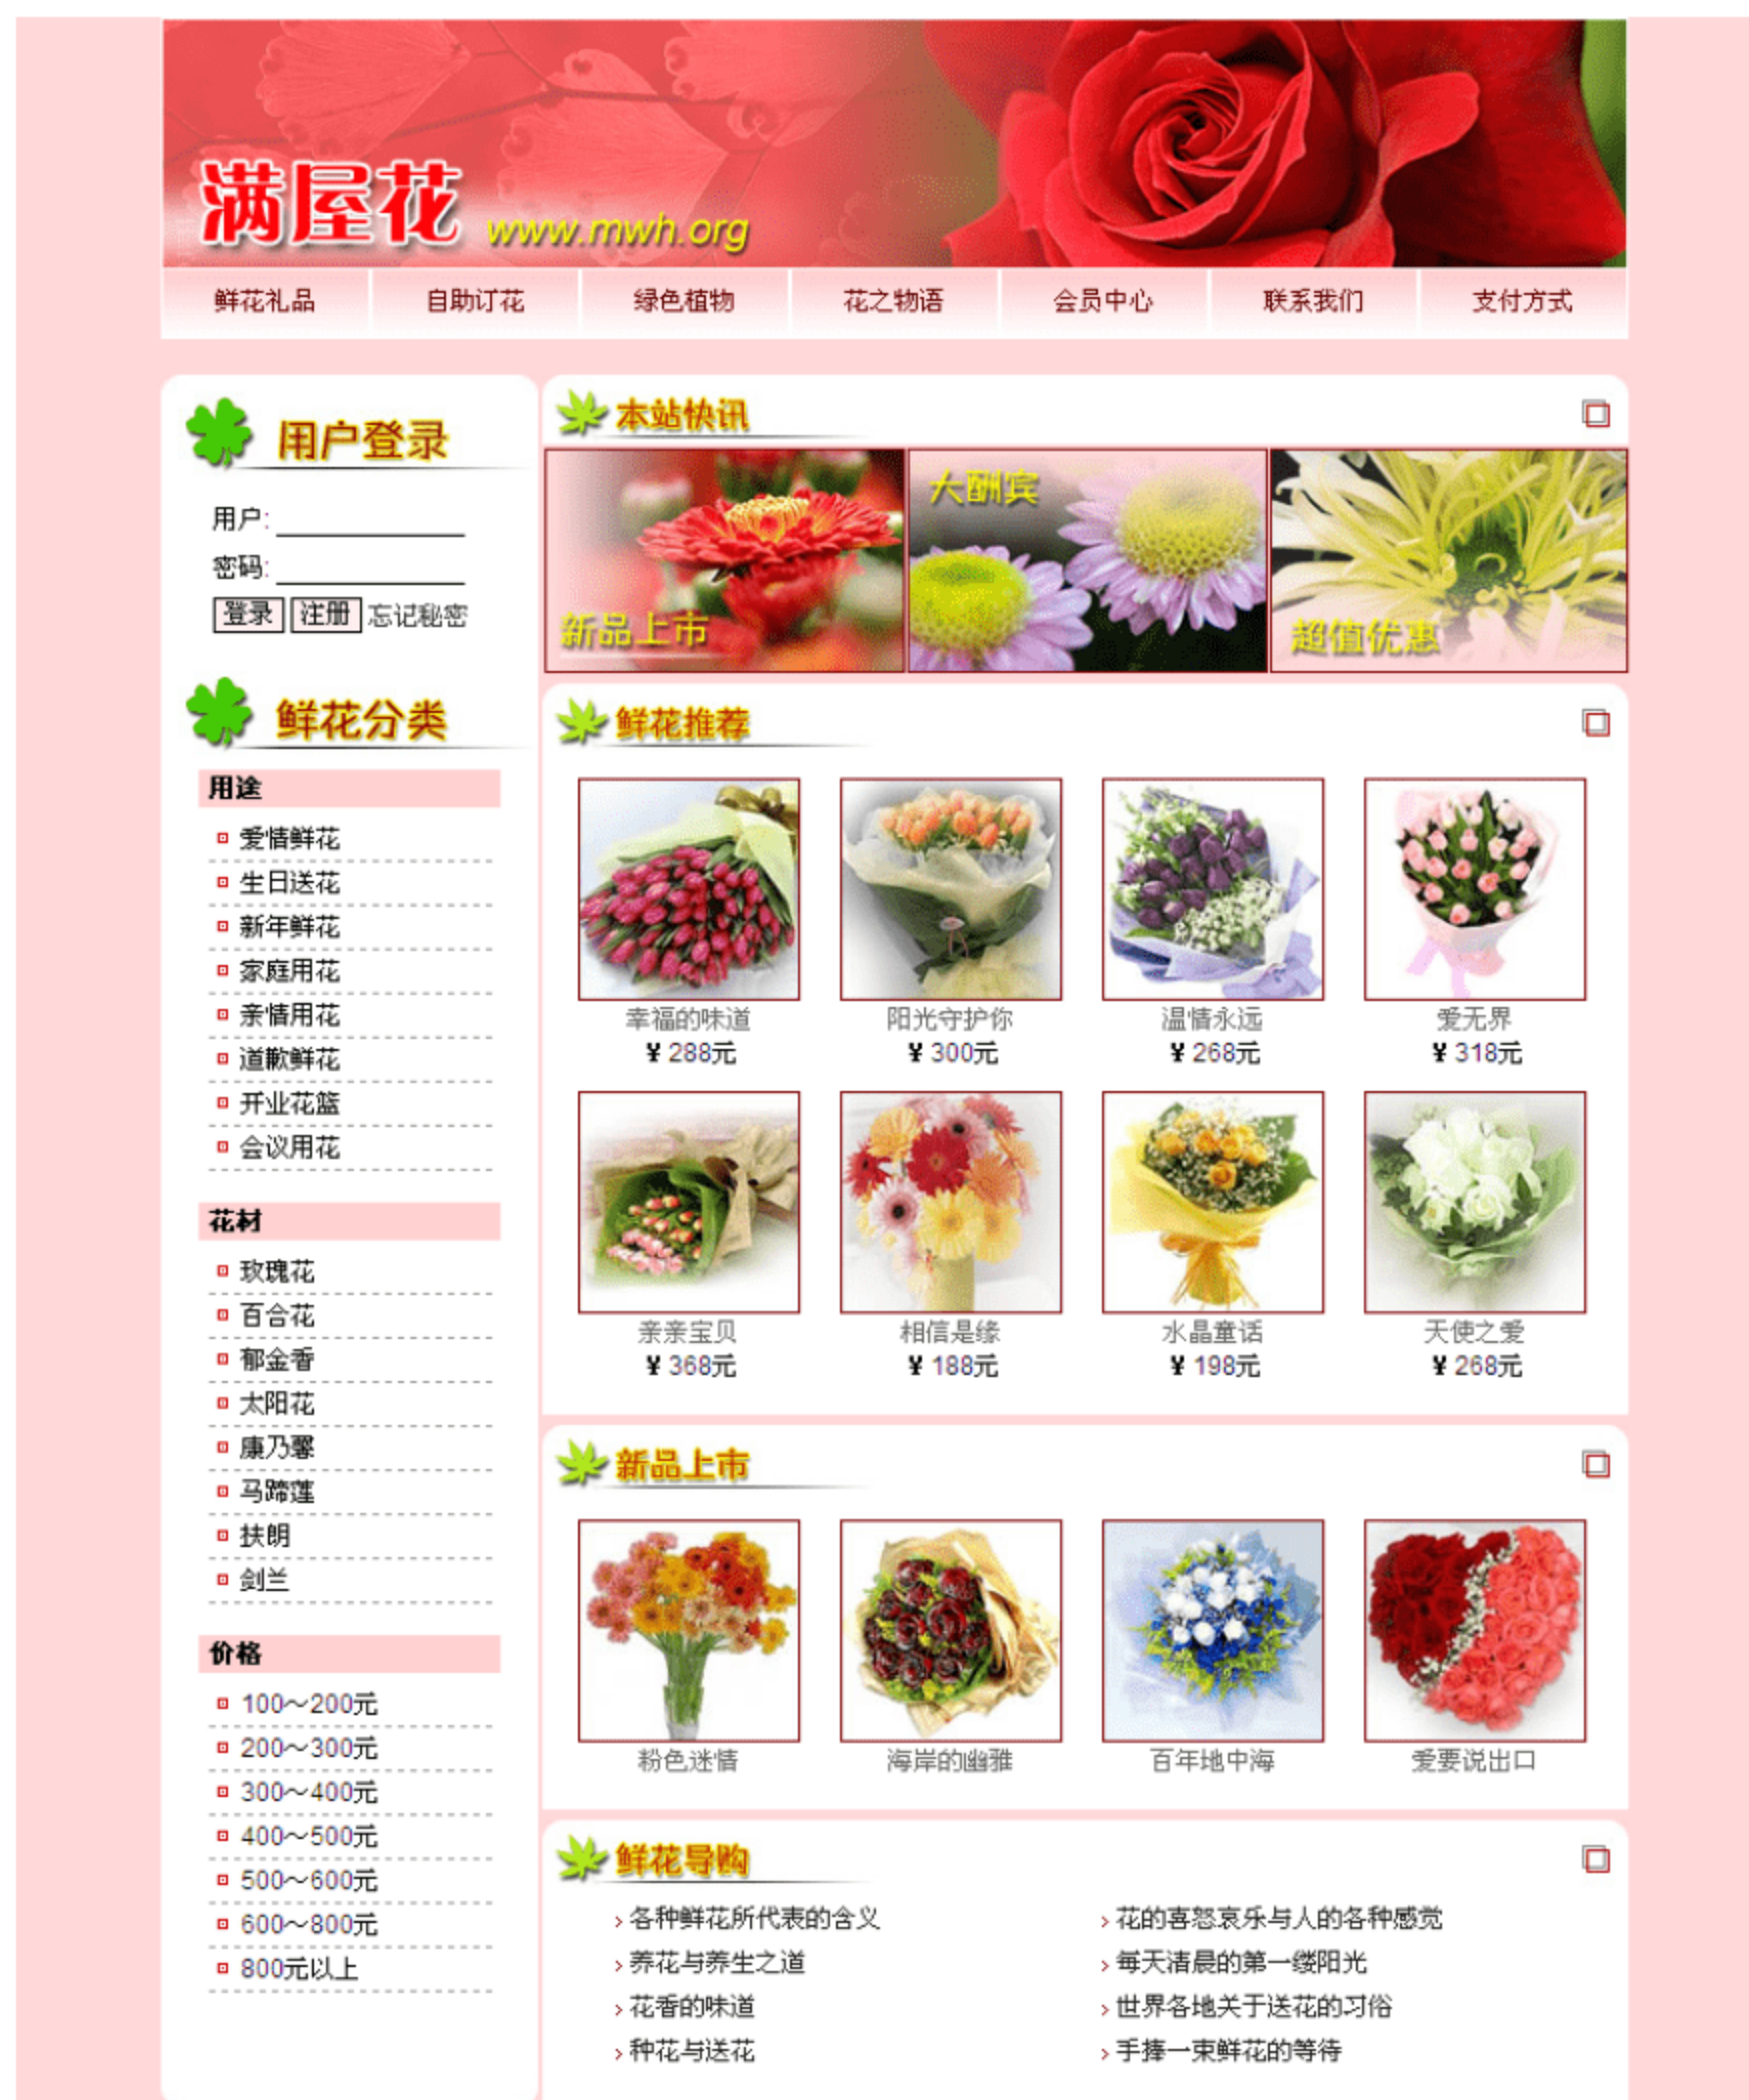 满屋花 www.mwh.org
鲜花礼品 自助订花 绿色植物 花之物语 会员中心 联系我们 支付方式
用户登录
用户:
密码:
登录 注册 忘记秘密
鲜花分类
用途
爱情鲜花
生日送花
新年鲜花
家庭用花
亲情用花
道歉鲜花
开业花篮
会议用花
花材
玫瑰花
百合花
郁金香
太阳花
康乃馨
马蹄莲
扶朗
剑兰
价格
100～200元
200～300元
300～400元
400～500元
500～600元
600～800元
800元以上
本站快讯
新品上市
大酬宾
超值优惠
鲜花推荐
幸福的味道 阳光守护你 温情永远 爱无界
¥ 288元 ¥ 300元 ¥ 268元 ¥ 318元
亲亲宝贝 相信是缘 水晶童话 天使之爱
¥ 368元 ¥ 188元 ¥ 198元 ¥ 268元
新品上市
粉色迷情 海岸的幽雅 百年地中海 爱要说出口
鲜花导购
› 各种鲜花所代表的含义 › 花的喜怒哀乐与人的各种感觉
› 养花与养生之道 › 每天清晨的第一缕阳光
› 花香的味道 › 世界各地关于送花的习俗
› 种花与送花 › 手捧一束鲜花的等待